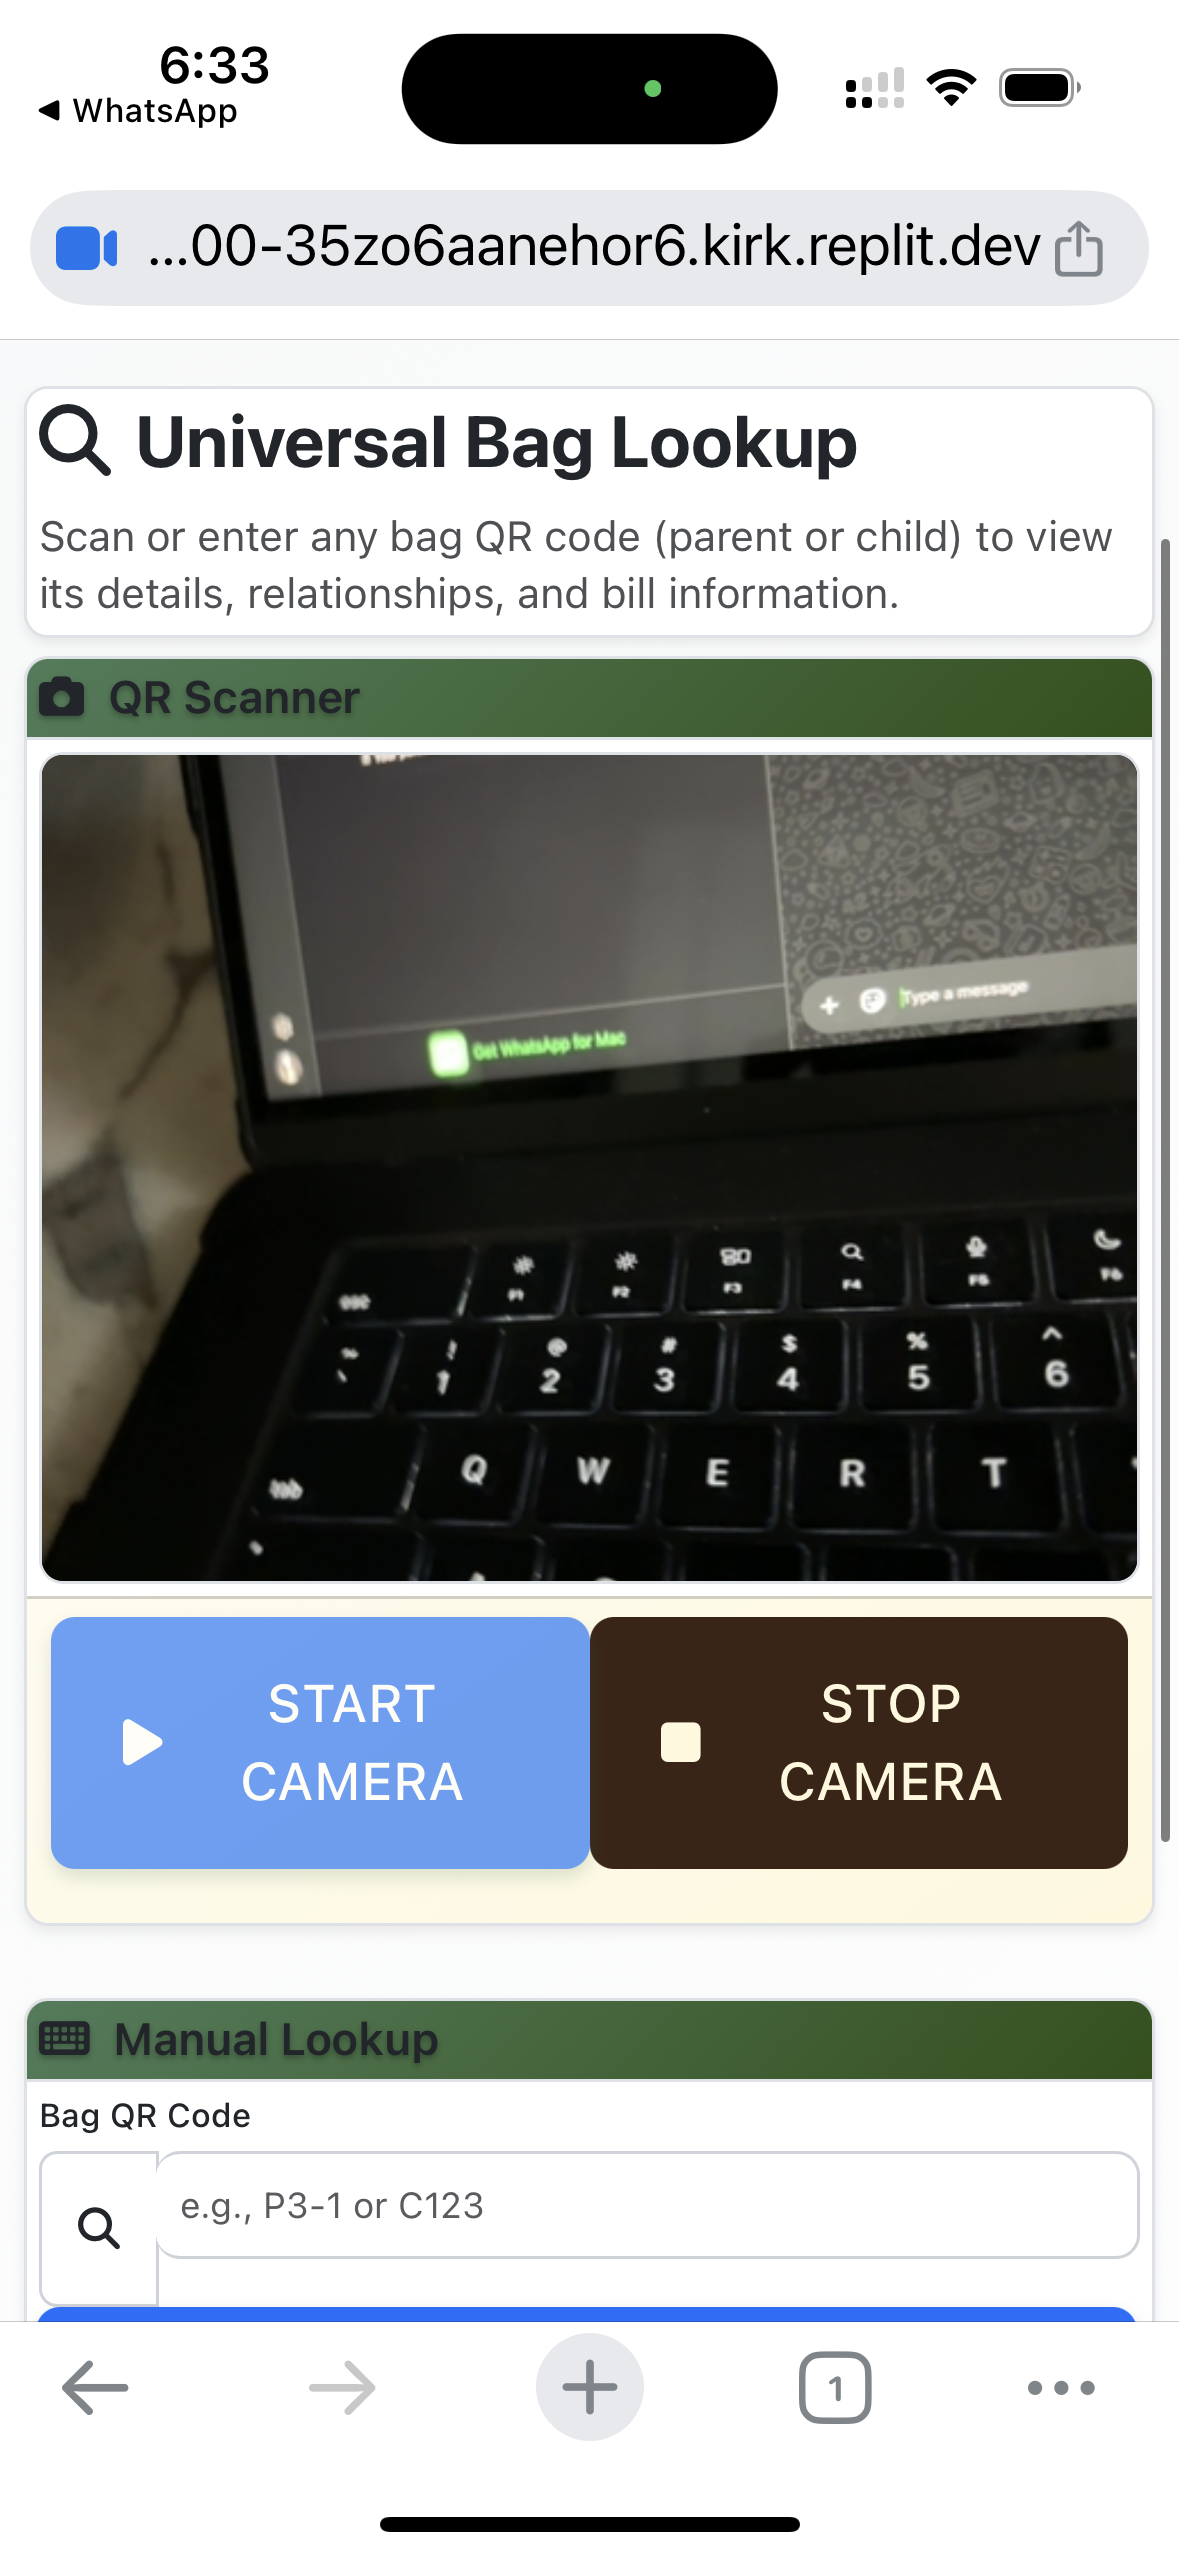 6:33
WhatsApp
...00-35zo6aanehor6.kirk.replit.dev
Universal Bag Lookup
Scan or enter any bag QR code (parent or child) to view
its details, relationships, and bill information.
QR Scanner
Type a message
Get WhatsApp for Mac
esc F1 F2 F3 F4 F5 F6
~ ! @ # $ % ^
` 1 2 3 4 5 6
tab Q W E R T
START
CAMERA
STOP
CAMERA
Manual Lookup
Bag QR Code
e.g., P3-1 or C123
1